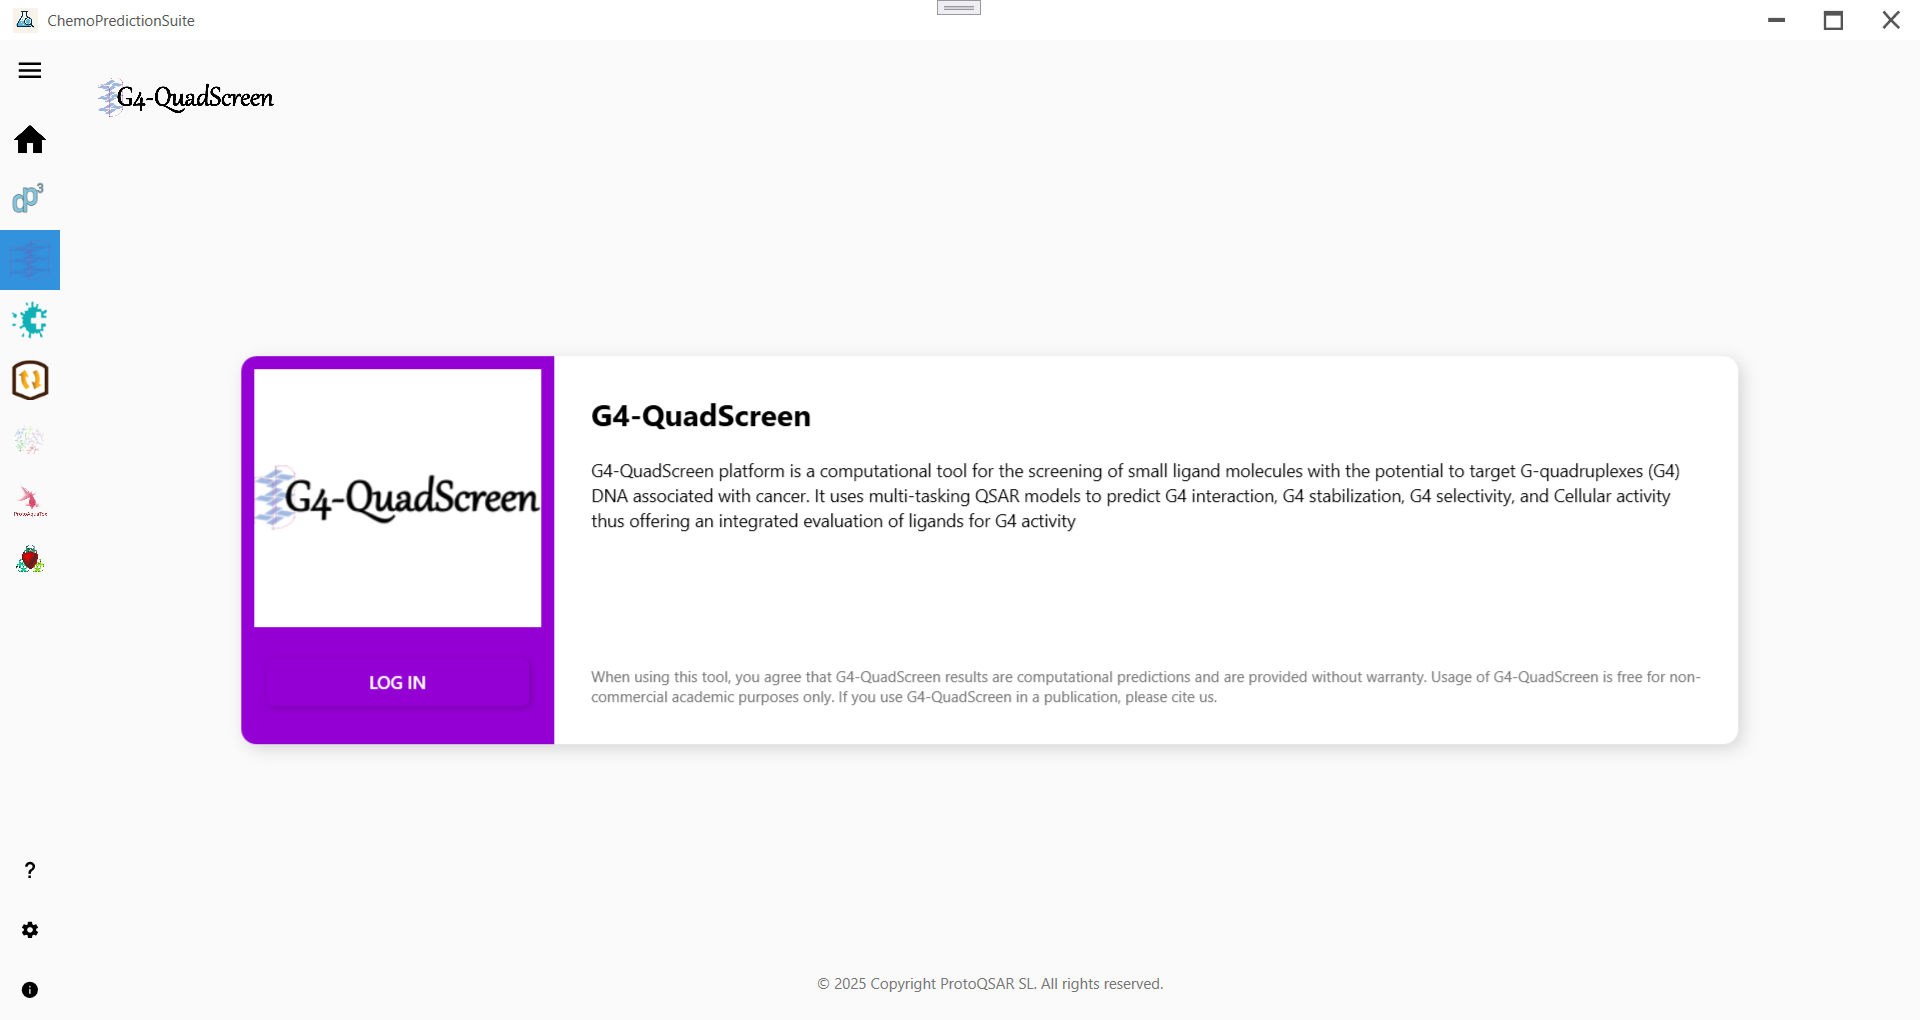 ChemoPredictionSuite
G4-QuadScreen
dp³
G4-QuadScreen
G4-QuadScreen
G4-QuadScreen platform is a computational tool for the screening of small ligand molecules with the potential to target G-quadruplexes (G4)
DNA associated with cancer. It uses multi-tasking QSAR models to predict G4 interaction, G4 stabilization, G4 selectivity, and Cellular activity
thus offering an integrated evaluation of ligands for G4 activity
LOG IN
When using this tool, you agree that G4-QuadScreen results are computational predictions and are provided without warranty. Usage of G4-QuadScreen is free for non-
commercial academic purposes only. If you use G4-QuadScreen in a publication, please cite us.
ProtoAquaTox
?
© 2025 Copyright ProtoQSAR SL. All rights reserved.